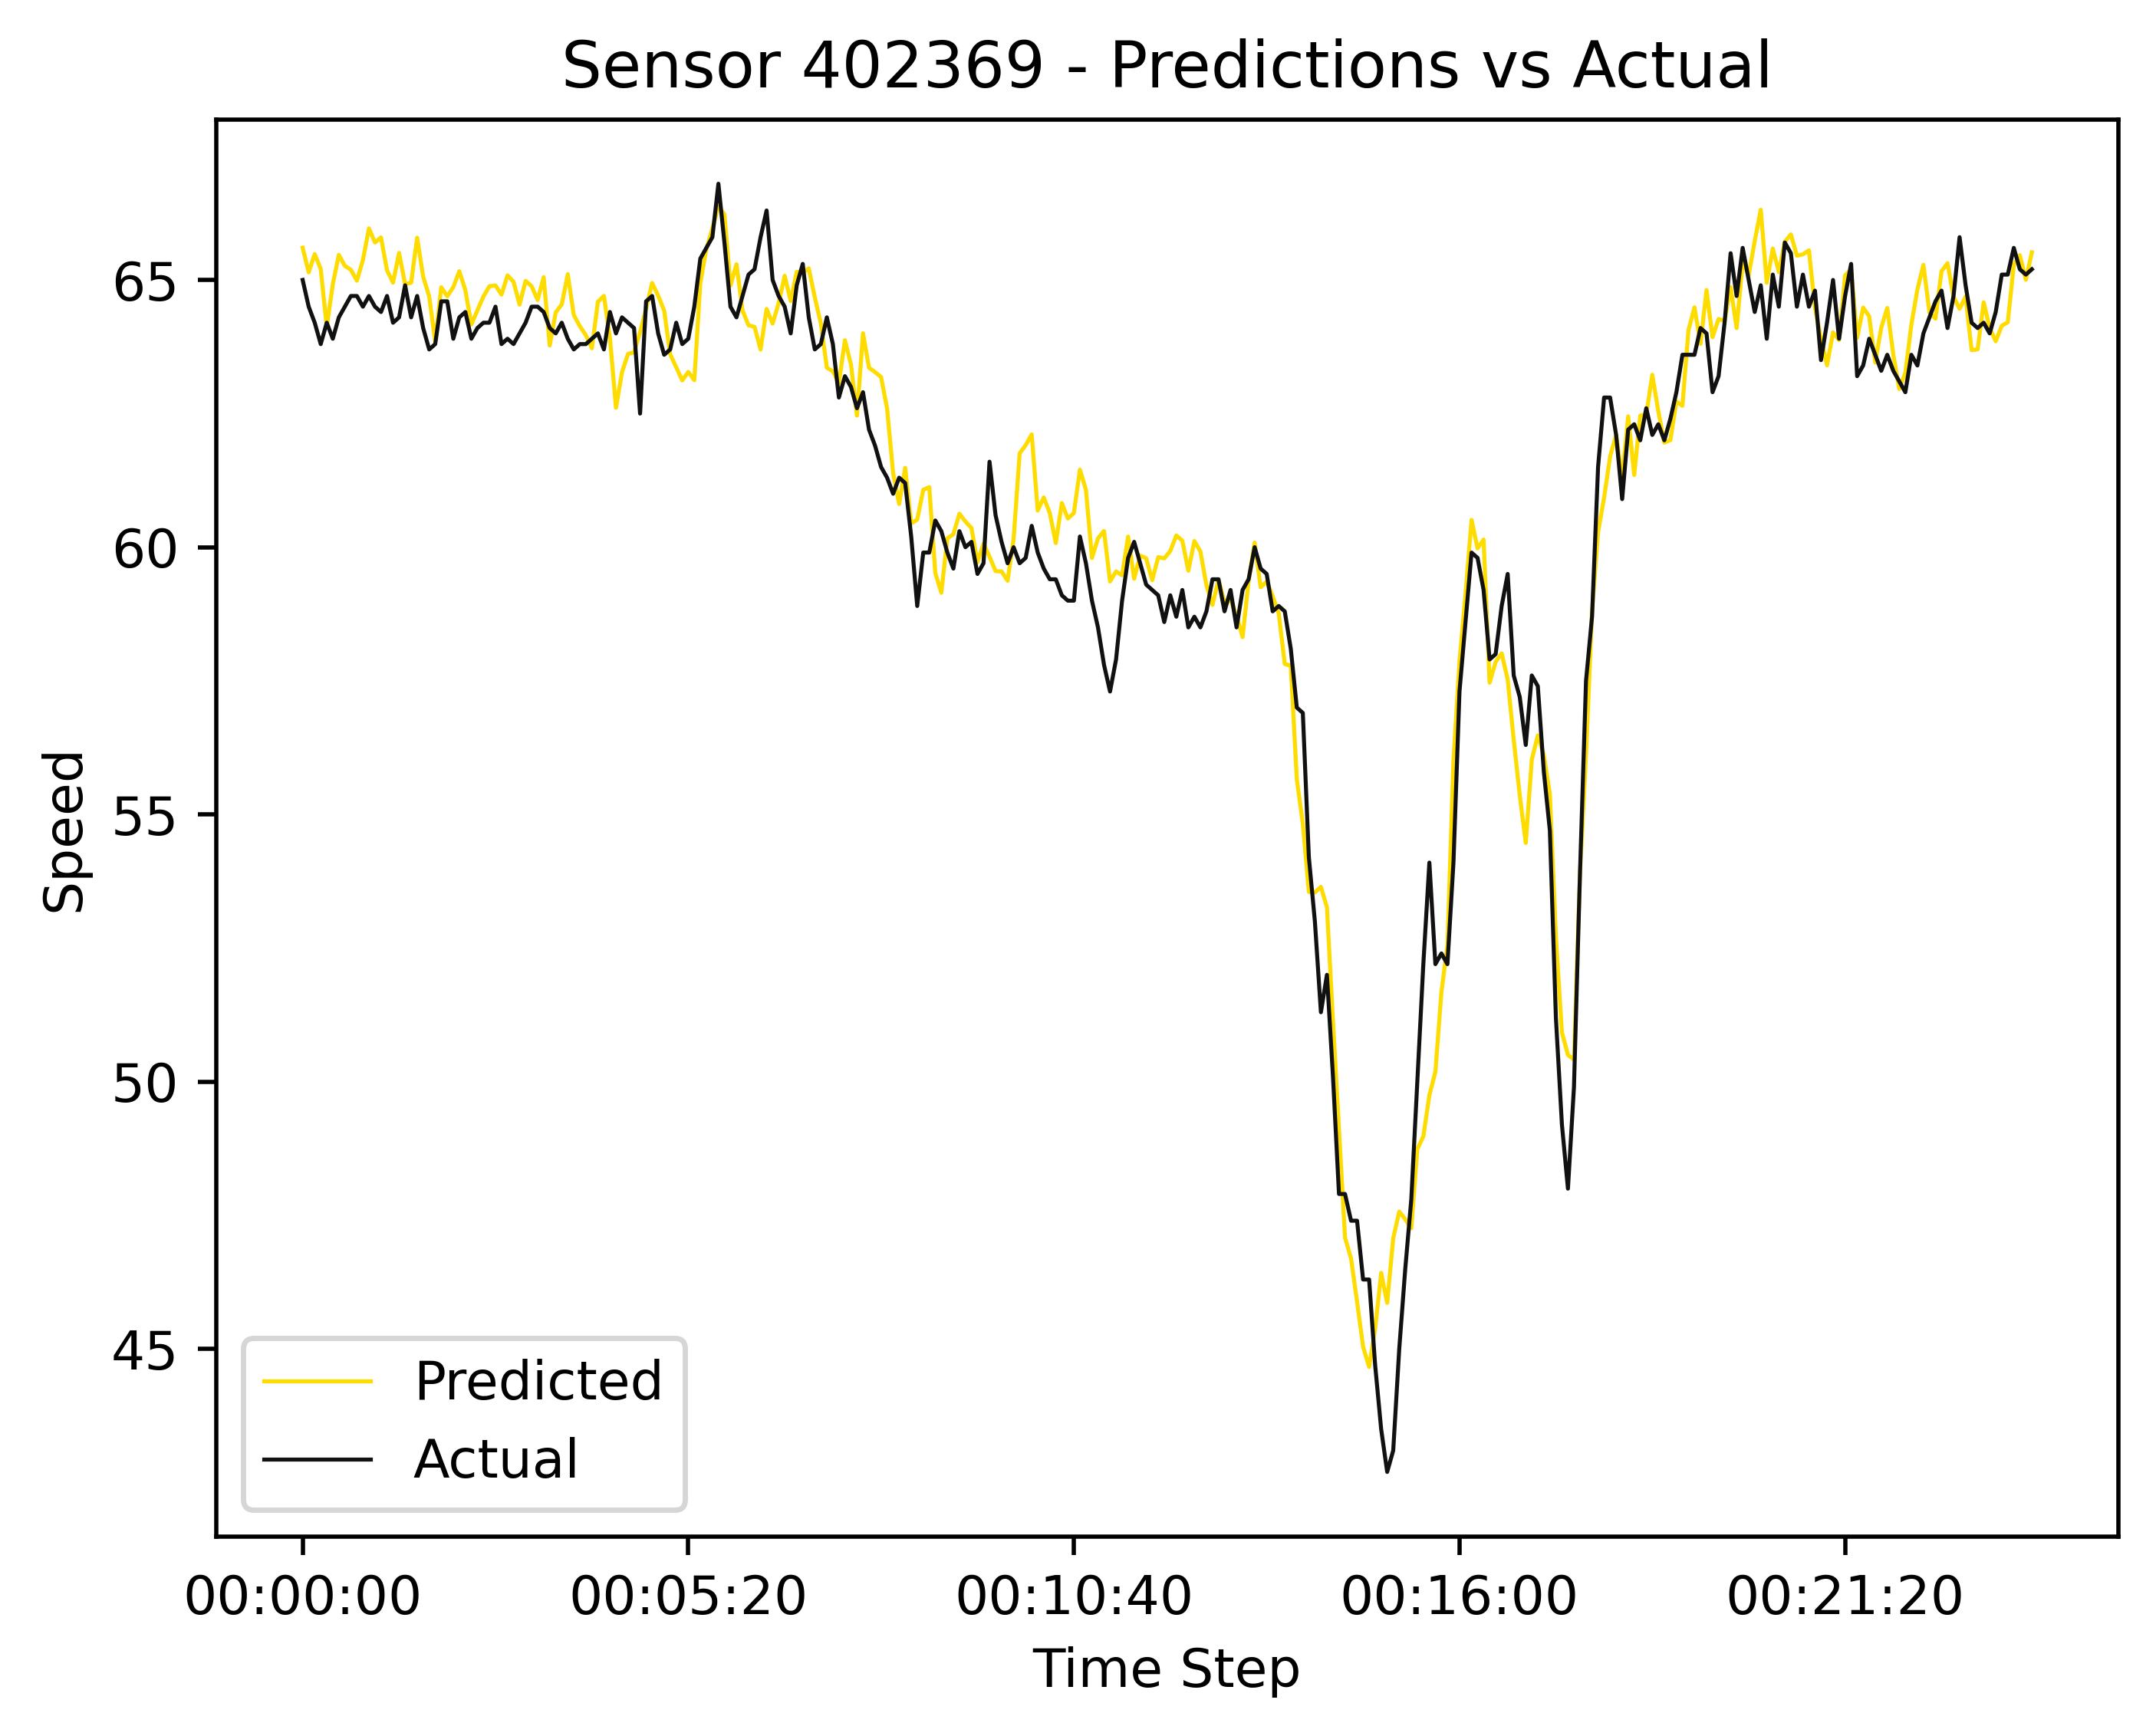 Sensor 402369 - Predictions vs Actual
65
60
55
50
45
Speed
Predicted
Actual
00:00:00
00:05:20
00:10:40
00:16:00
00:21:20
Time Step